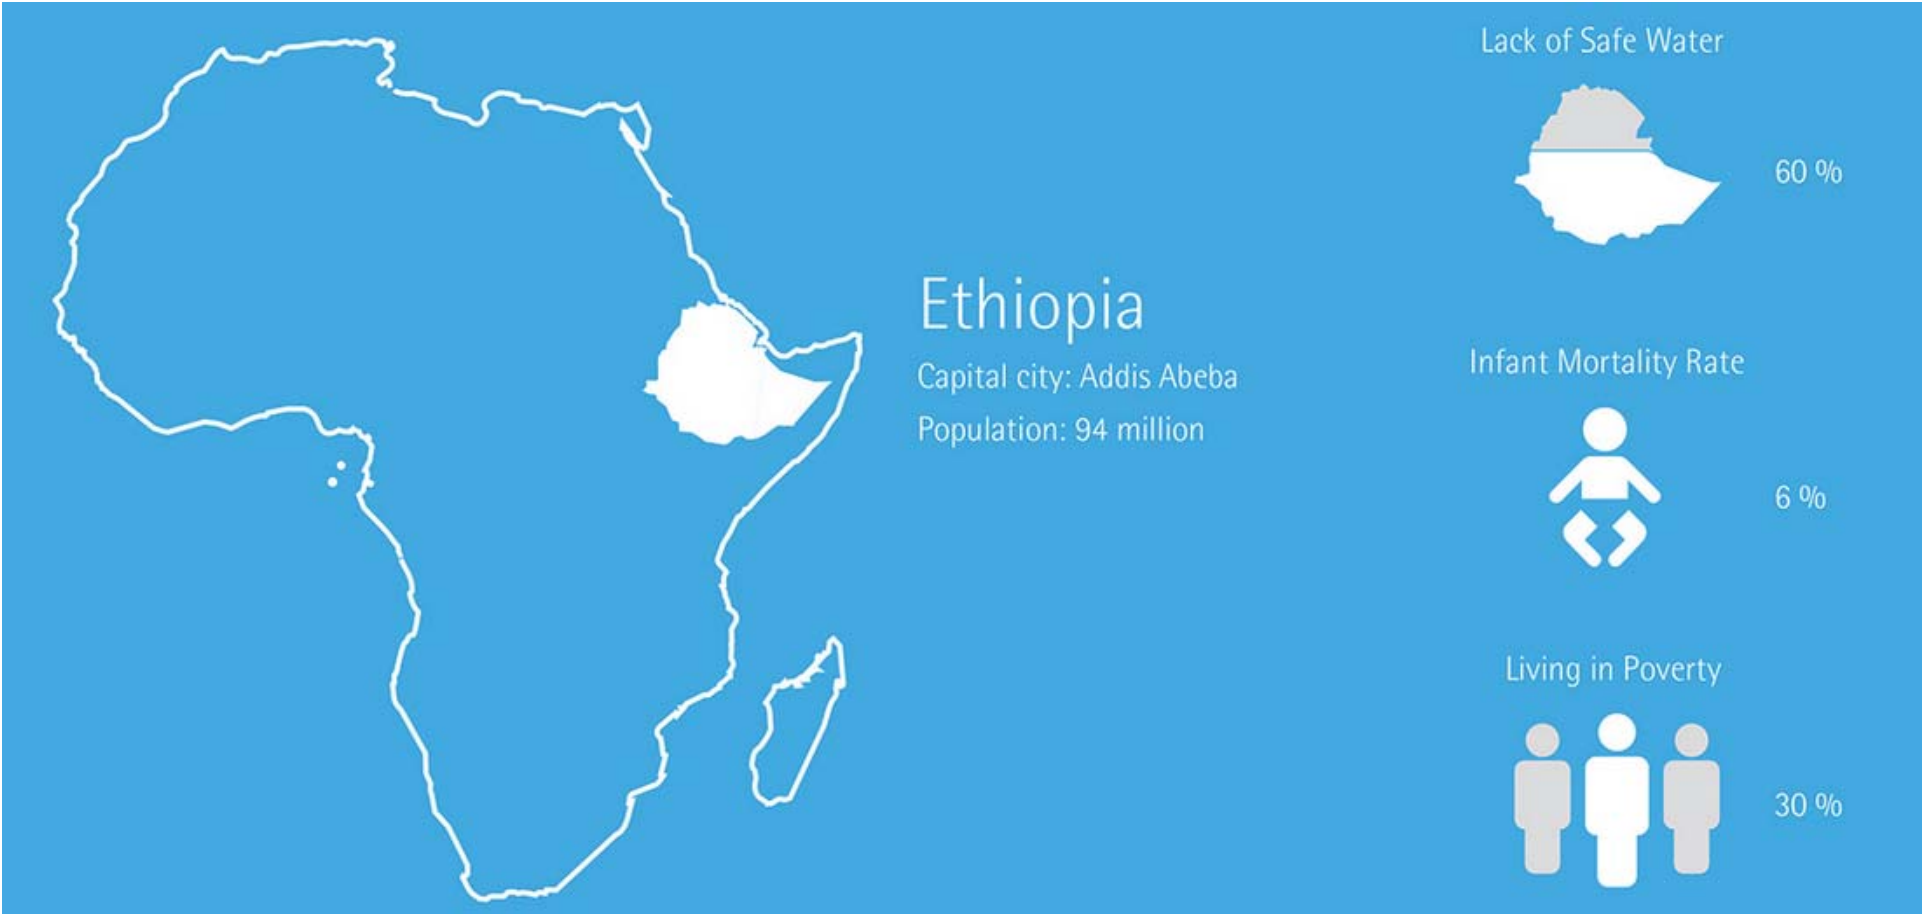 Ethiopia
Capital city: Addis Abeba
Population: 94 million
Lack of Safe Water
60 %
Infant Mortality Rate
6 %
Living in Poverty
30 %